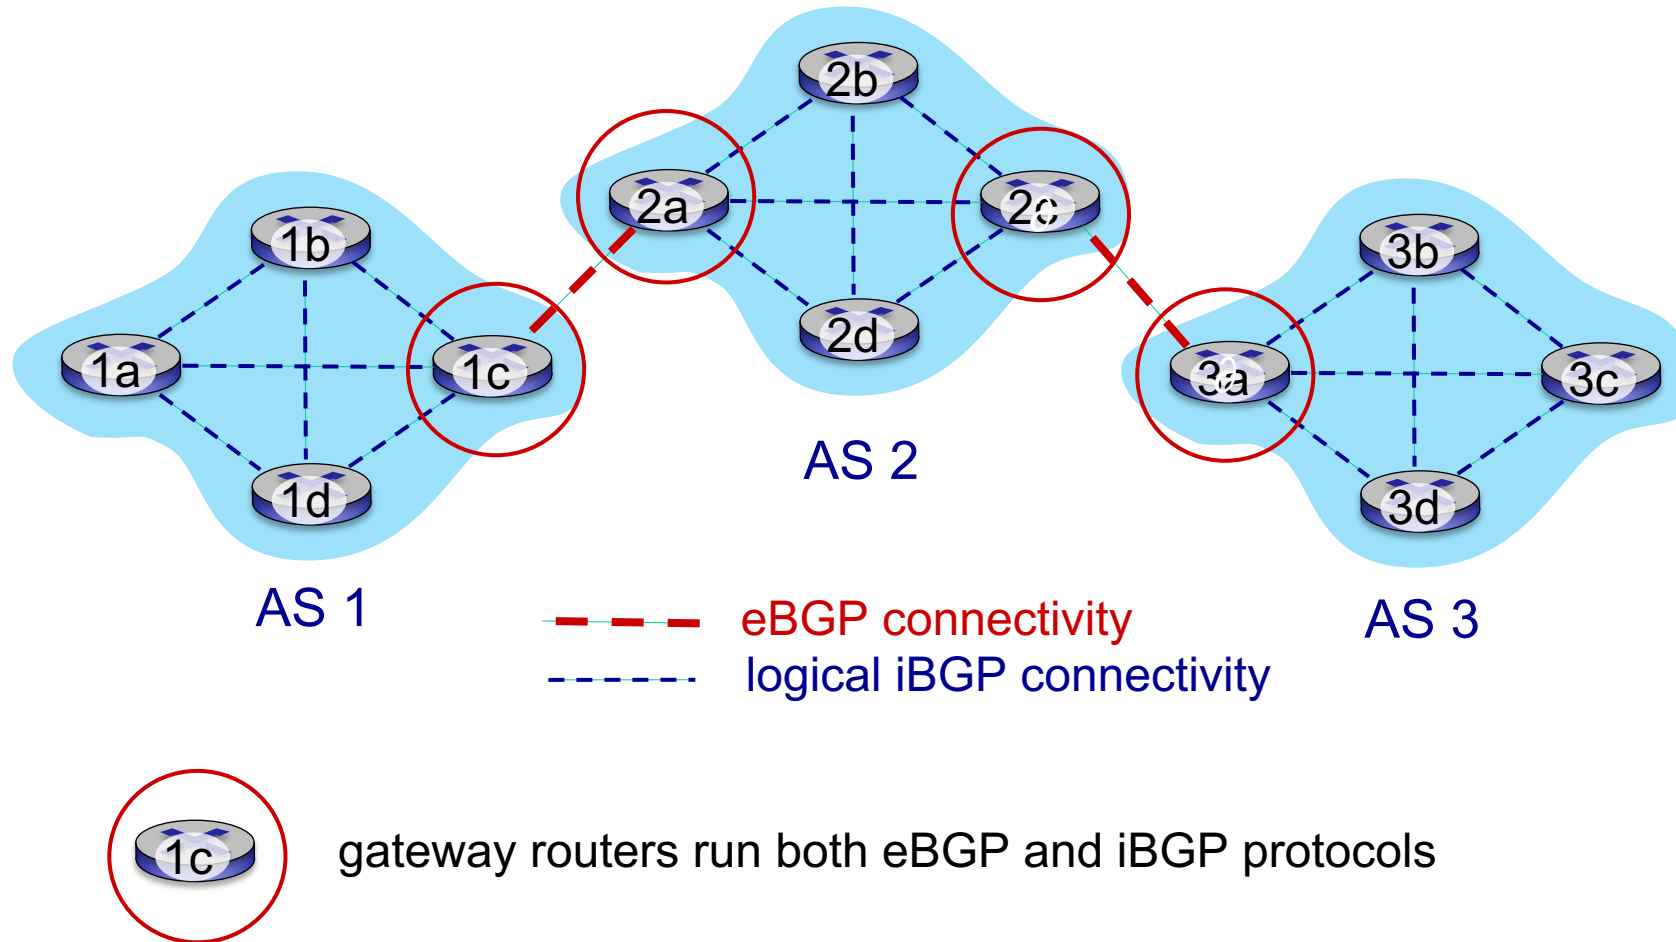 2b
2a
2c
1b
3b
1a
1c
2d
3a
3c
1d
3d
AS 2
AS 1
AS 3
eBGP connectivity
logical iBGP connectivity
1c
gateway routers run both eBGP and iBGP protocols